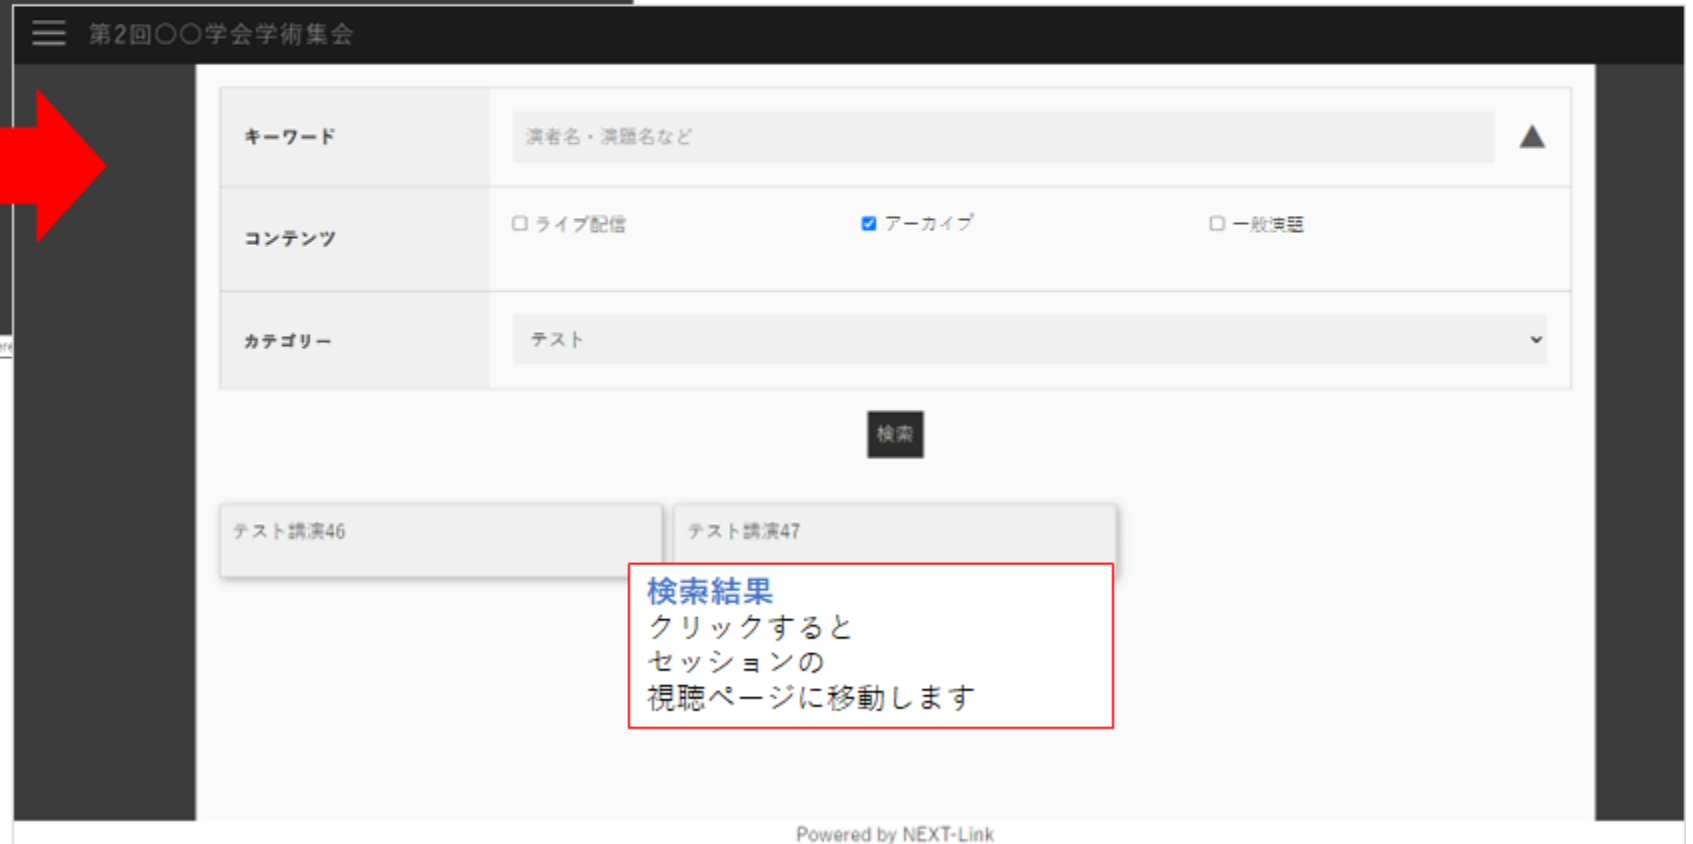 第2回〇〇学会学術集会
キーワード
演者名・演題名など
コンテンツ
ライブ配信
アーカイブ
一般演題
カテゴリー
テスト
検索
テスト講演46
テスト講演47
検索結果
クリックすると
セッションの
視聴ページに移動します
Powered by NEXT-Link